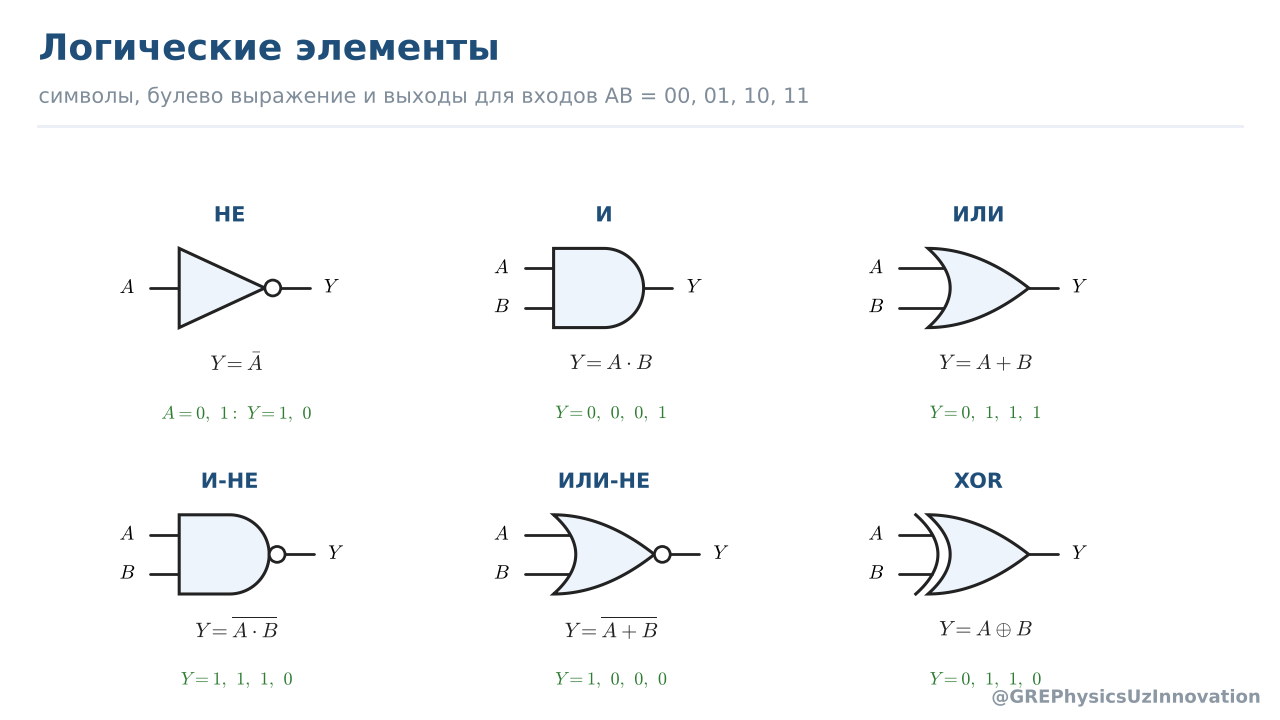 Логические элементы
символы, булево выражение и выходы для входов AB = 00, 01, 10, 11
НЕ
A
Y
Y = Ā
A = 0, 1 : Y = 1, 0
И
A
B
Y
Y = A · B
Y = 0, 0, 0, 1
ИЛИ
A
B
Y
Y = A + B
Y = 0, 1, 1, 1
И-НЕ
A
B
Y
Y = \overline{A · B}
Y = 1, 1, 1, 0
ИЛИ-НЕ
A
B
Y
Y = \overline{A + B}
Y = 1, 0, 0, 0
XOR
A
B
Y
Y = A ⊕ B
Y = 0, 1, 1, 0
@GREPhysicsUzInnovation